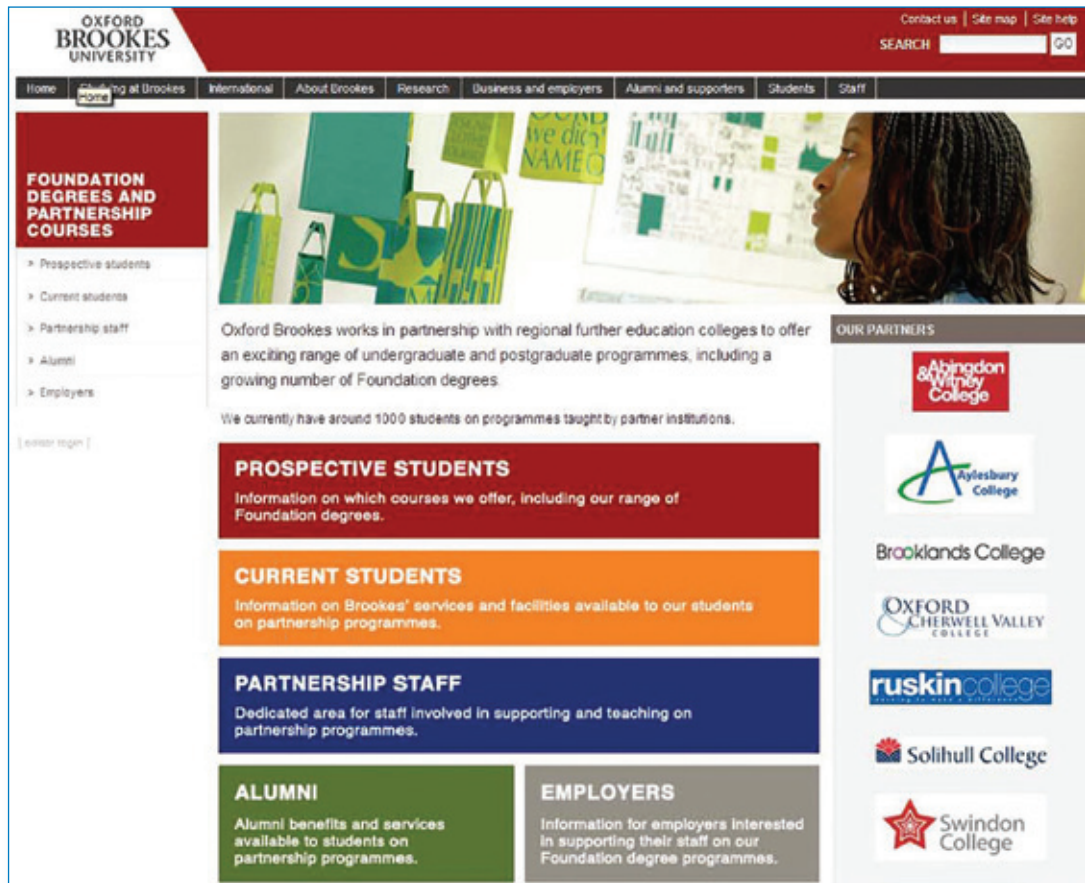 OXFORD
BROOKES
UNIVERSITY
Contact us | Site map | Site help
SEARCH GO
Home Studying at Brookes International About Brookes Research Business and employers Alumni and supporters Students Staff
Home
FOUNDATION
DEGREES AND
PARTNERSHIP
COURSES
> Prospective students
> Current students
> Partnership staff
> Alumni
> Employers
we didn'
NAME
Oxford Brookes works in partnership with regional further education colleges to offer
an exciting range of undergraduate and postgraduate programmes, including a
growing number of Foundation degrees.
We currently have around 1000 students on programmes taught by partner institutions.
PROSPECTIVE STUDENTS
Information on which courses we offer, including our range of
Foundation degrees.
CURRENT STUDENTS
Information on Brookes' services and facilities available to our students
on partnership programmes.
PARTNERSHIP STAFF
Dedicated area for staff involved in supporting and teaching on
partnership programmes.
ALUMNI
Alumni benefits and services
available to students on
partnership programmes.
EMPLOYERS
Information for employers interested
in supporting their staff on our
Foundation degree programmes.
OUR PARTNERS
Abingdon
& Witney
College
Aylesbury
College
Brooklands College
OXFORD
& CHERWELL VALLEY
COLLEGE
ruskincollege
Solihull College
Swindon
College